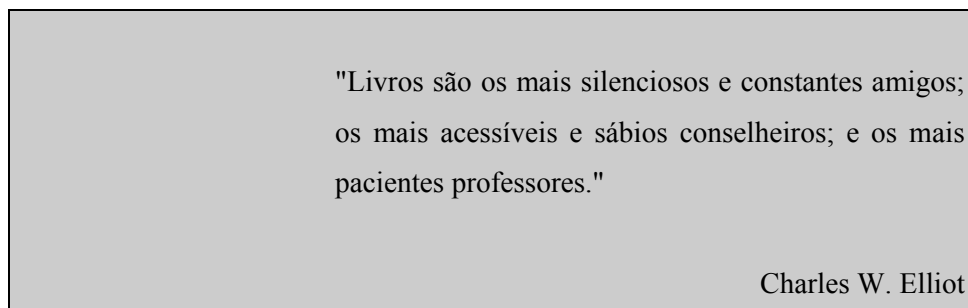 "Livros são os mais silenciosos e constantes amigos;
os mais acessíveis e sábios conselheiros; e os mais
pacientes professores."
Charles W. Elliot